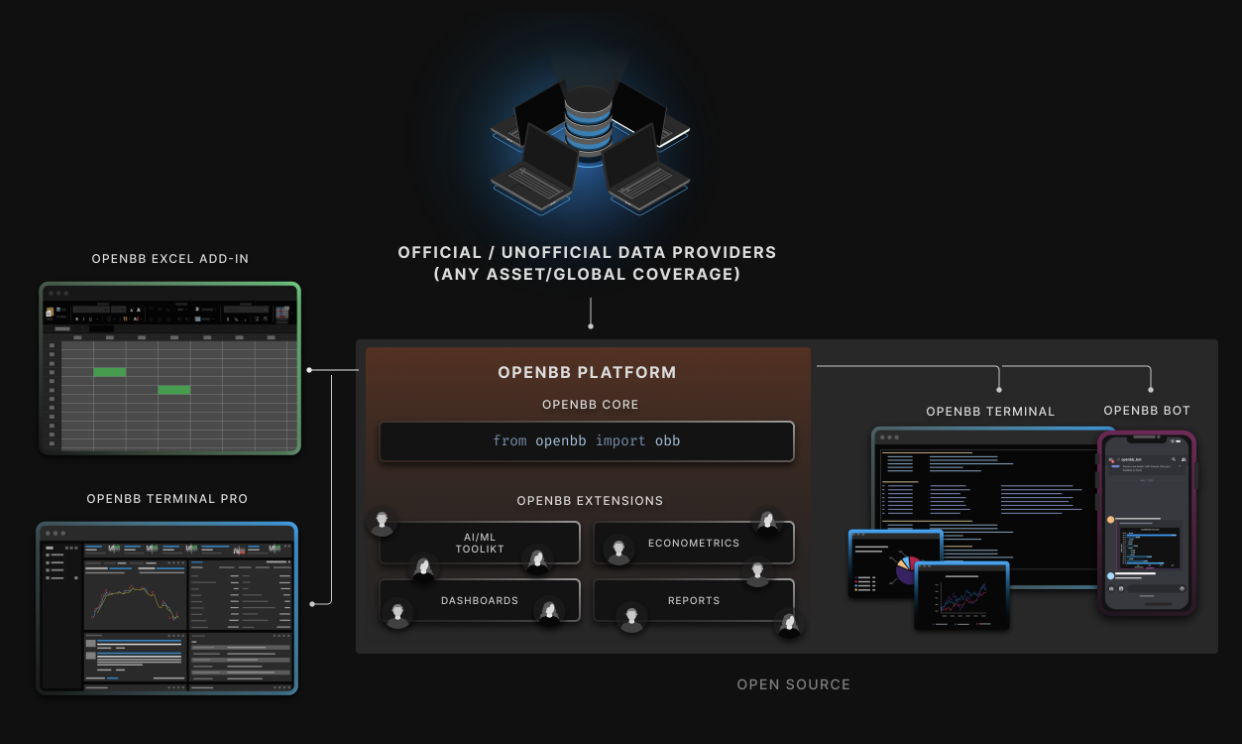 OFFICIAL / UNOFFICIAL DATA PROVIDERS
(ANY ASSET/GLOBAL COVERAGE)
OPENBB EXCEL ADD-IN
OPENBB TERMINAL PRO
OPENBB PLATFORM
OPENBB CORE
from openbb import obb
OPENBB EXTENSIONS
AI/ML
TOOLIKT
ECONOMETRICS
DASHBOARDS
REPORTS
OPENBB TERMINAL
OPENBB BOT
openbb_bot
OPEN SOURCE